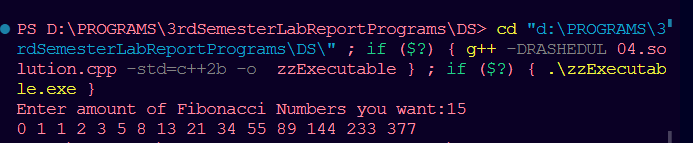 PS D:\PROGRAMS\3rdSemesterLabReportPrograms\DS> cd "d:\PROGRAMS\3
rdSemesterLabReportPrograms\DS\" ; if ($?) { g++ -DRASHEDUL 04.so
lution.cpp -std=c++2b -o  zzExecutable } ; if ($?) { .\zzExecutab
le.exe }
Enter amount of Fibonacci Numbers you want:15
0 1 1 2 3 5 8 13 21 34 55 89 144 233 377